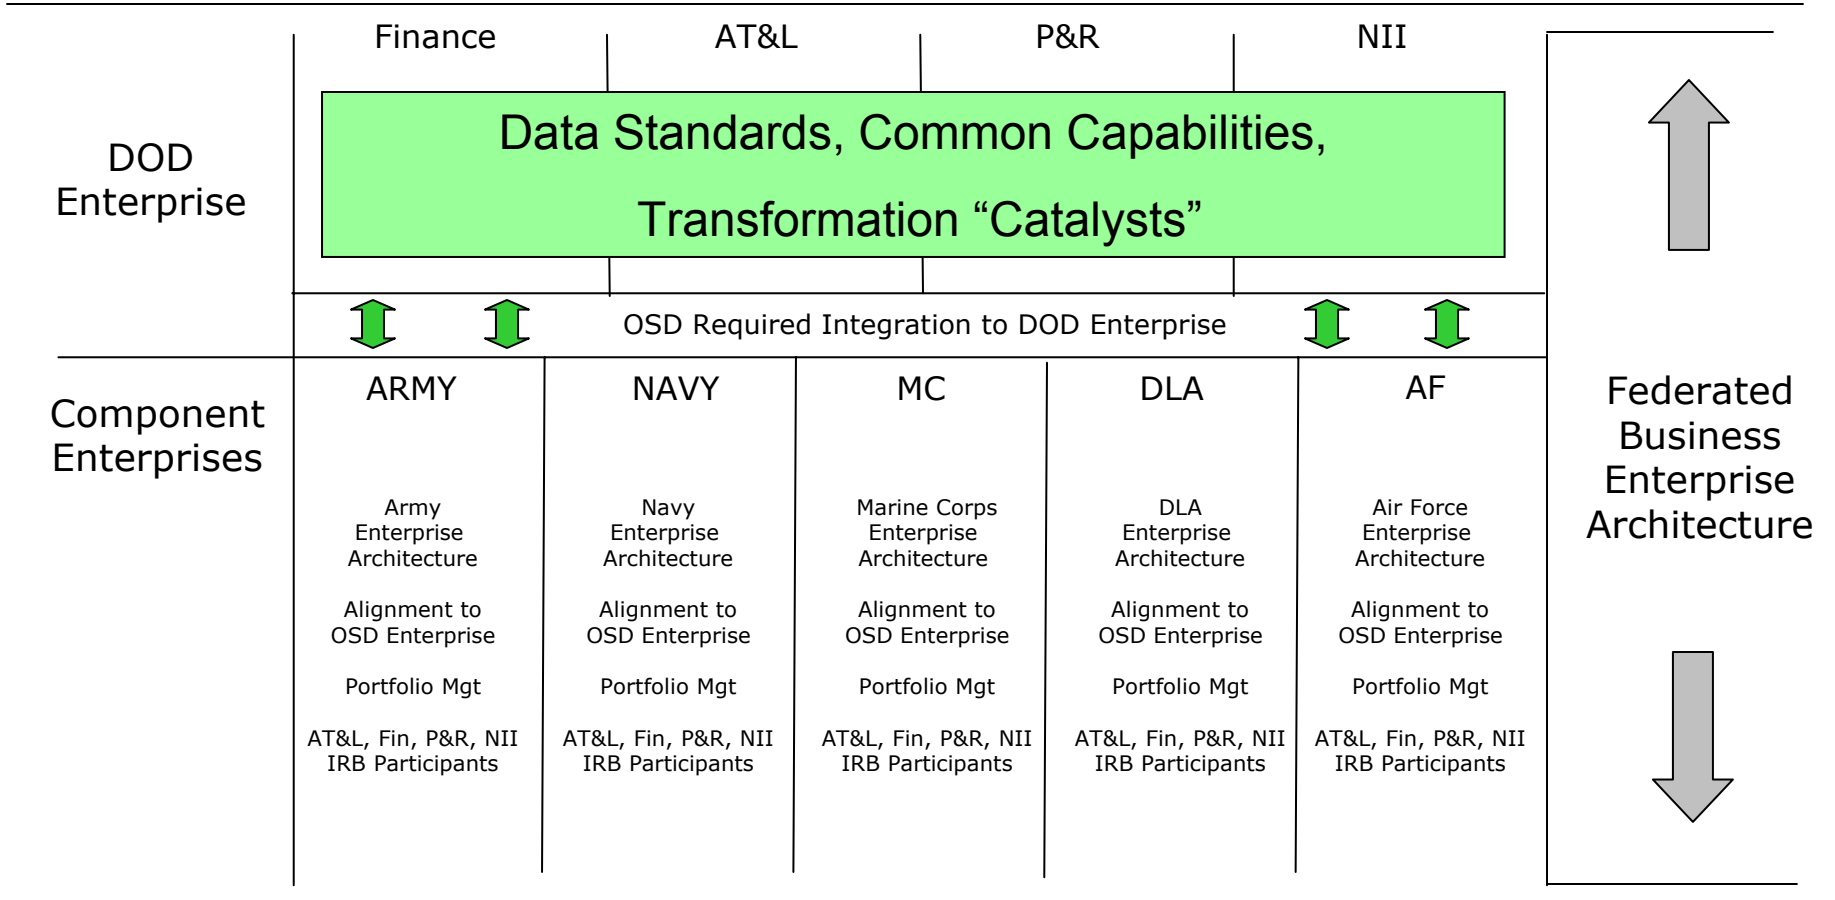 Finance
AT&L
P&R
NII
Data Standards, Common Capabilities,
Transformation “Catalysts”
DOD
Enterprise
OSD Required Integration to DOD Enterprise
Component
Enterprises
ARMY
Army
Enterprise
Architecture
Alignment to
OSD Enterprise
Portfolio Mgt
AT&L, Fin, P&R, NII
IRB Participants
NAVY
Navy
Enterprise
Architecture
Alignment to
OSD Enterprise
Portfolio Mgt
AT&L, Fin, P&R, NII
IRB Participants
MC
Marine Corps
Enterprise
Architecture
Alignment to
OSD Enterprise
Portfolio Mgt
AT&L, Fin, P&R, NII
IRB Participants
DLA
DLA
Enterprise
Architecture
Alignment to
OSD Enterprise
Portfolio Mgt
AT&L, Fin, P&R, NII
IRB Participants
AF
Air Force
Enterprise
Architecture
Alignment to
OSD Enterprise
Portfolio Mgt
AT&L, Fin, P&R, NII
IRB Participants
Federated
Business
Enterprise
Architecture